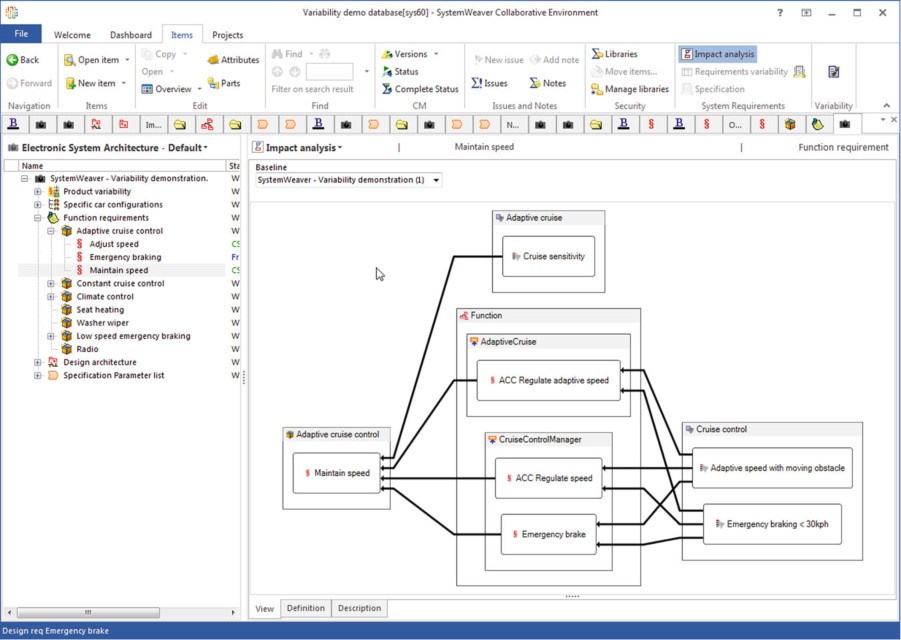 Variability demo database[sys60] - SystemWeaver Collaborative Environment
File Welcome Dashboard Items Projects
Back Open item Copy Attributes Find Versions New issue Add note Libraries Impact analysis
Open Status Move items... Requirements variability
Forward New item Overview Parts Filter on search result Complete Status Issues Notes Manage libraries Specification
Navigation Items Edit Find CM Issues and Notes Security System Requirements Variability
B Im... B N... B B O...
Electronic System Architecture - Default
Name Sta
SystemWeaver - Variability demonstration. W
Product variability W
Specific car configurations W
Function requirements W
Adaptive cruise control W
§ Adjust speed CS
§ Emergency braking Fr
§ Maintain speed CS
Constant cruise control W
Climate control W
Seat heating W
Washer wiper W
Low speed emergency braking W
Radio W
Design architecture W
Specification Parameter list W
Impact analysis | Maintain speed | Function requirement
Baseline
SystemWeaver - Variability demonstration (1)
Adaptive cruise
Cruise sensitivity
Function
AdaptiveCruise
§ ACC Regulate adaptive speed
Adaptive cruise control
§ Maintain speed
CruiseControlManager
§ ACC Regulate speed
§ Emergency brake
Cruise control
Adaptive speed with moving obstacle
Emergency braking < 30kph
View Definition Description
Design req Emergency brake